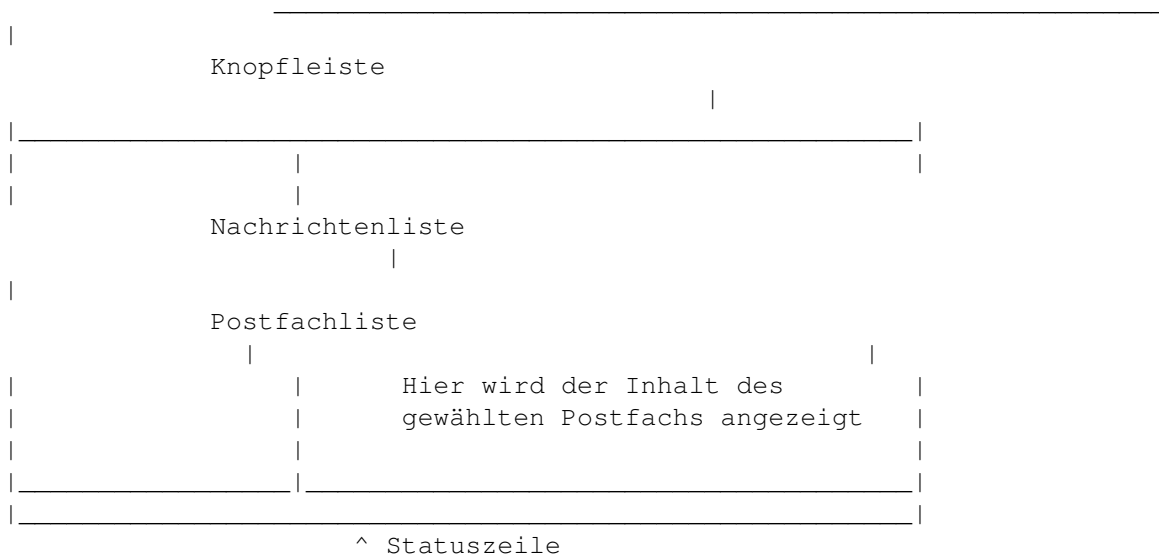 Knopfleiste
Nachrichtenliste
Postfachliste
Hier wird der Inhalt des
gewählten Postfachs angezeigt
^ Statuszeile